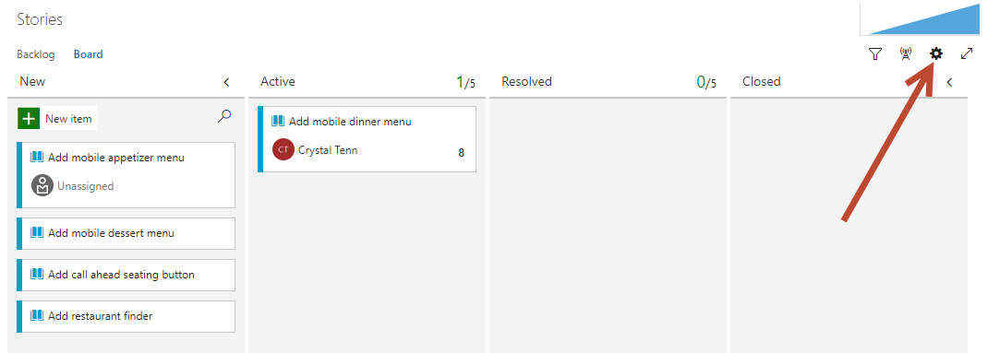 Stories
Backlog Board
New Active 1/5 Resolved 0/5 Closed
New item
Add mobile appetizer menu
Unassigned
Add mobile dessert menu
Add call ahead seating button
Add restaurant finder
Add mobile dinner menu
CT Crystal Tenn 8